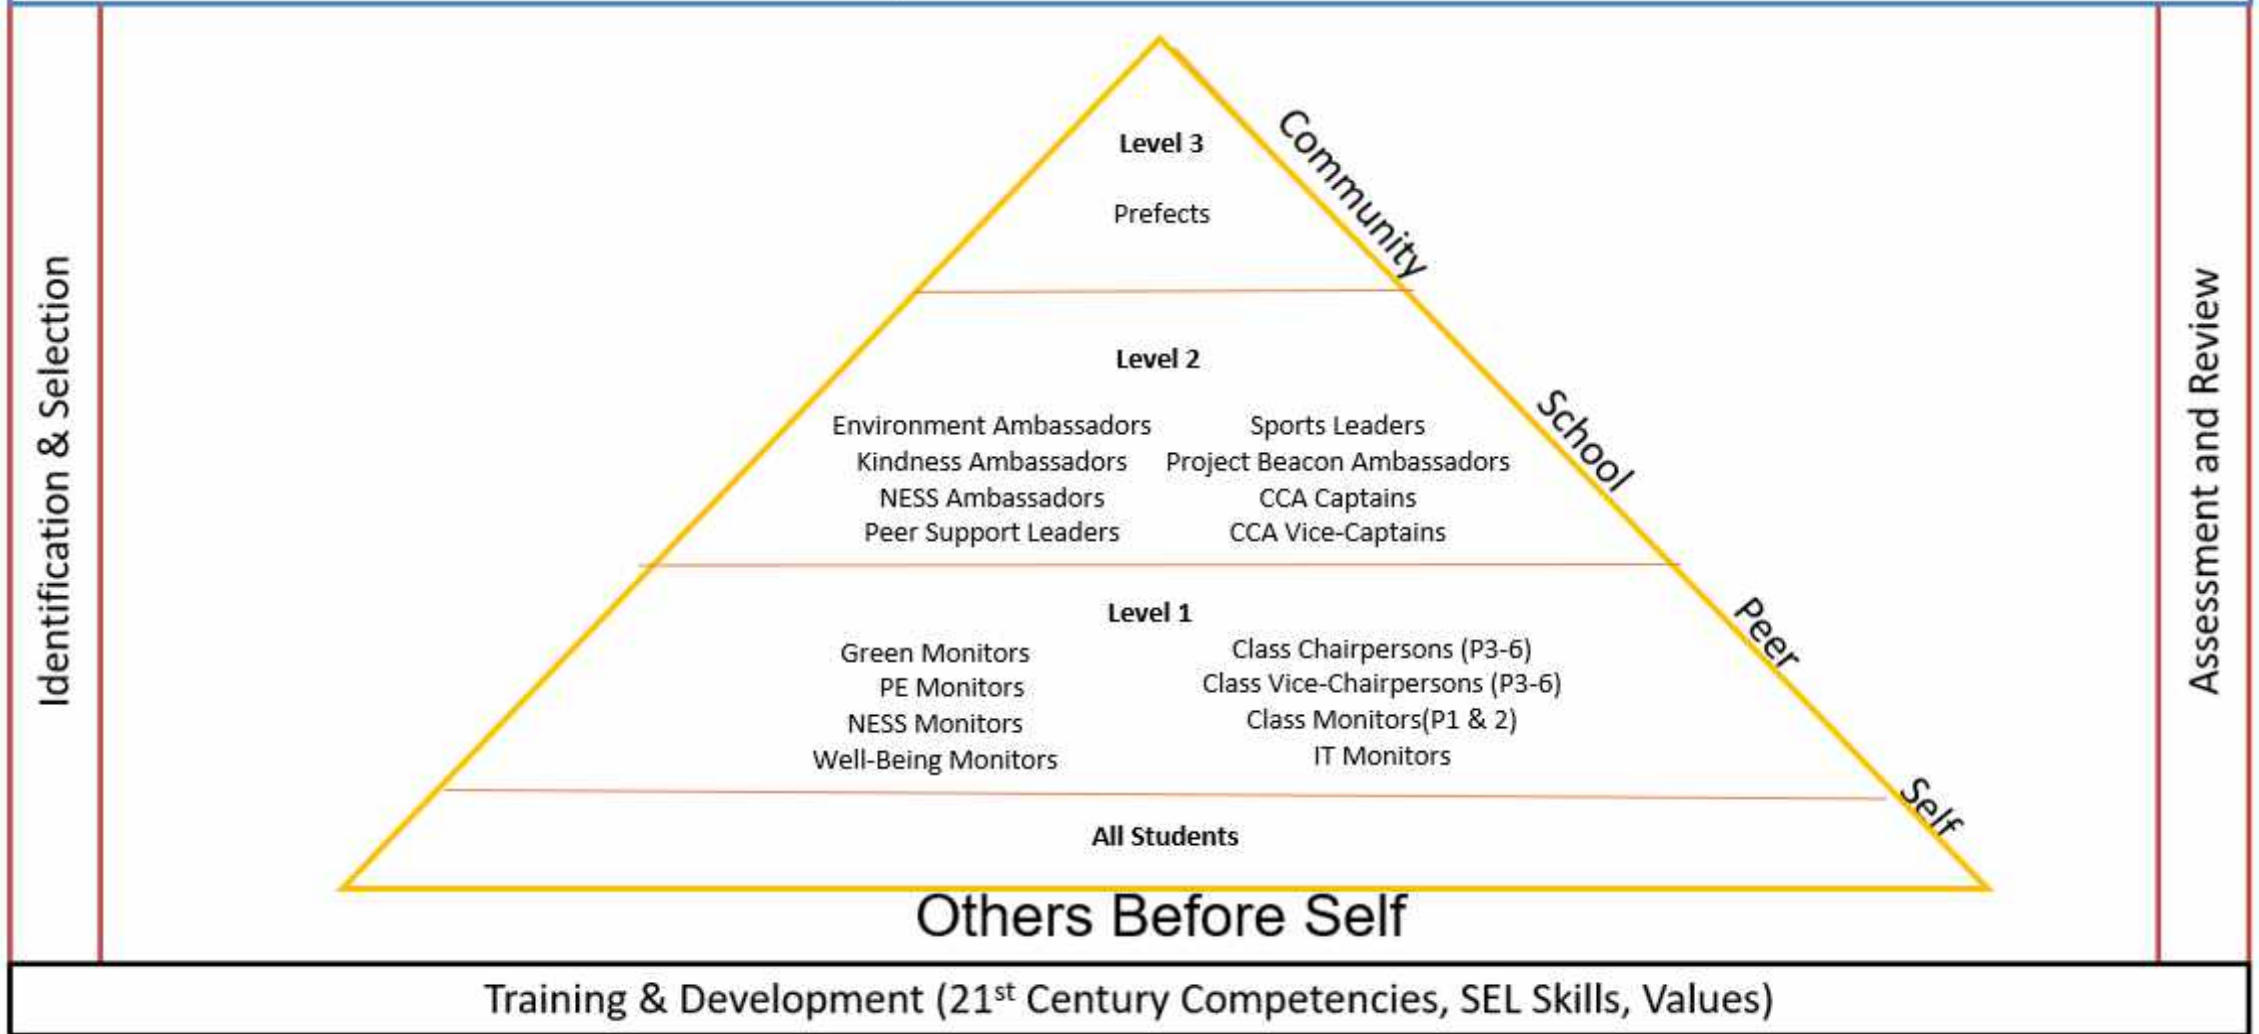 Identification & Selection
Level 3
Prefects
Community
Level 2
Environment Ambassadors
Kindness Ambassadors
NESS Ambassadors
Peer Support Leaders
Sports Leaders
Project Beacon Ambassadors
CCA Captains
CCA Vice-Captains
School
Level 1
Green Monitors
PE Monitors
NESS Monitors
Well-Being Monitors
Class Chairpersons (P3-6)
Class Vice-Chairpersons (P3-6)
Class Monitors(P1 & 2)
IT Monitors
Peer
All Students
Self
Others Before Self
Assessment and Review
Training & Development (21st Century Competencies, SEL Skills, Values)